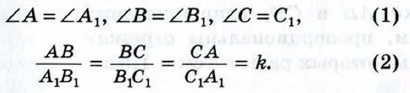 ∠A = ∠A₁, ∠B = ∠B₁, ∠C = C₁, (1)
AB/A₁B₁ = BC/B₁C₁ = CA/C₁A₁ = k. (2)